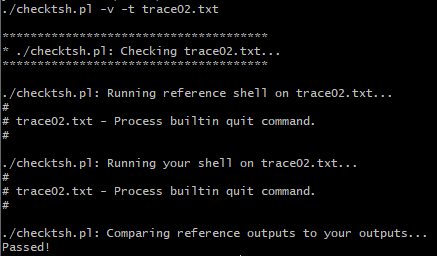 ./checktsh.pl -v -t trace02.txt
**************************************
* ./checktsh.pl: Checking trace02.txt...
**************************************
./checktsh.pl: Running reference shell on trace02.txt...
#
# trace02.txt - Process builtin quit command.
#
./checktsh.pl: Running your shell on trace02.txt...
#
# trace02.txt - Process builtin quit command.
#
./checktsh.pl: Comparing reference outputs to your outputs...
Passed!